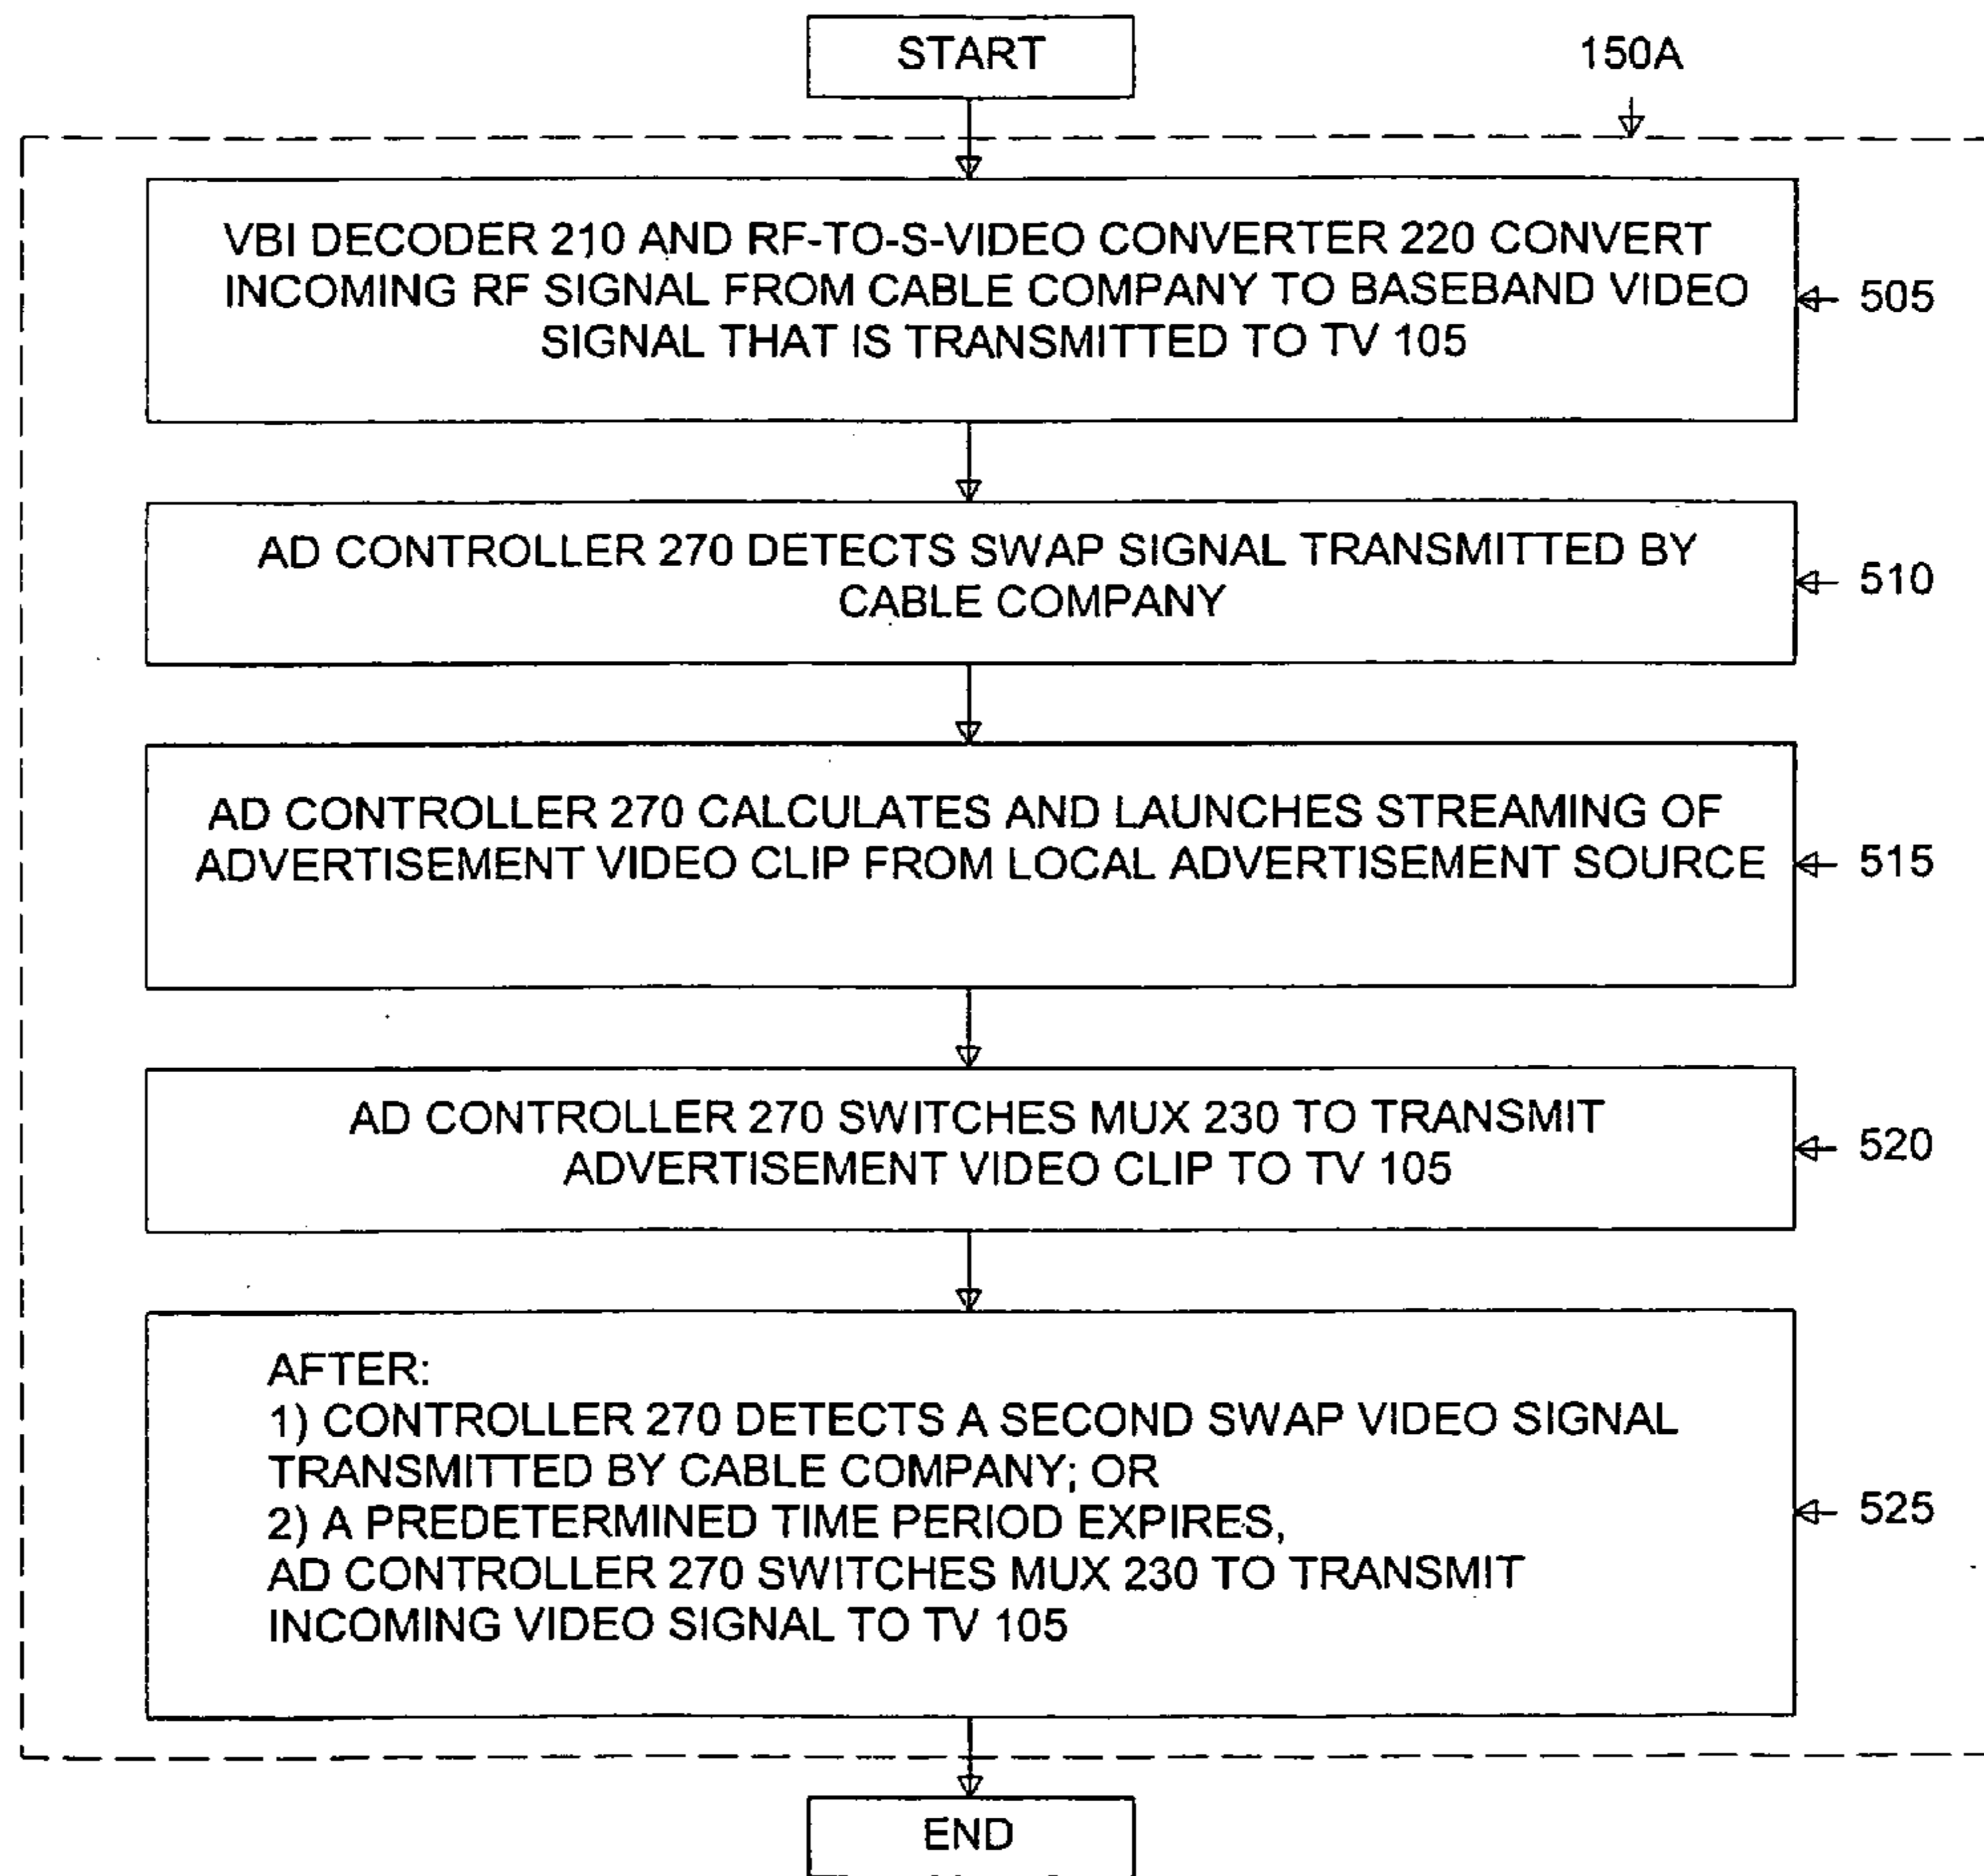 START
150A
VBI DECODER 210 AND RF-TO-S-VIDEO CONVERTER 220 CONVERT
INCOMING RF SIGNAL FROM CABLE COMPANY TO BASEBAND VIDEO
SIGNAL THAT IS TRANSMITTED TO TV 105
505
AD CONTROLLER 270 DETECTS SWAP SIGNAL TRANSMITTED BY
CABLE COMPANY
510
AD CONTROLLER 270 CALCULATES AND LAUNCHES STREAMING OF
ADVERTISEMENT VIDEO CLIP FROM LOCAL ADVERTISEMENT SOURCE
515
AD CONTROLLER 270 SWITCHES MUX 230 TO TRANSMIT
ADVERTISEMENT VIDEO CLIP TO TV 105
520
AFTER:
1) CONTROLLER 270 DETECTS A SECOND SWAP VIDEO SIGNAL
TRANSMITTED BY CABLE COMPANY; OR
2) A PREDETERMINED TIME PERIOD EXPIRES,
AD CONTROLLER 270 SWITCHES MUX 230 TO TRANSMIT
INCOMING VIDEO SIGNAL TO TV 105
525
END